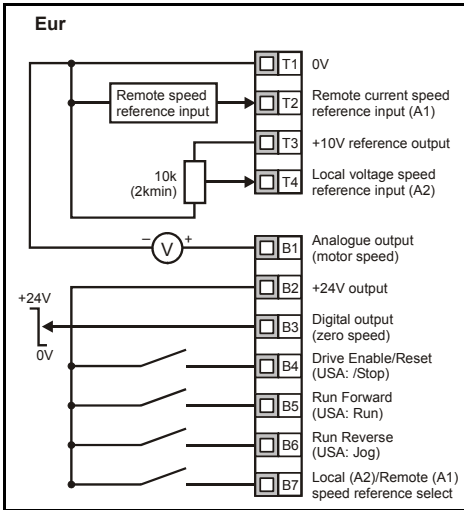 Eur
T1 0V
Remote speed
reference input
T2 Remote current speed
reference input (A1)
T3 +10V reference output
10k
(2kmin)
T4 Local voltage speed
reference input (A2)
– V +
B1 Analogue output
(motor speed)
B2 +24V output
+24V
0V
B3 Digital output
(zero speed)
B4 Drive Enable/Reset
(USA: /Stop)
B5 Run Forward
(USA: Run)
B6 Run Reverse
(USA: Jog)
B7 Local (A2)/Remote (A1)
speed reference select